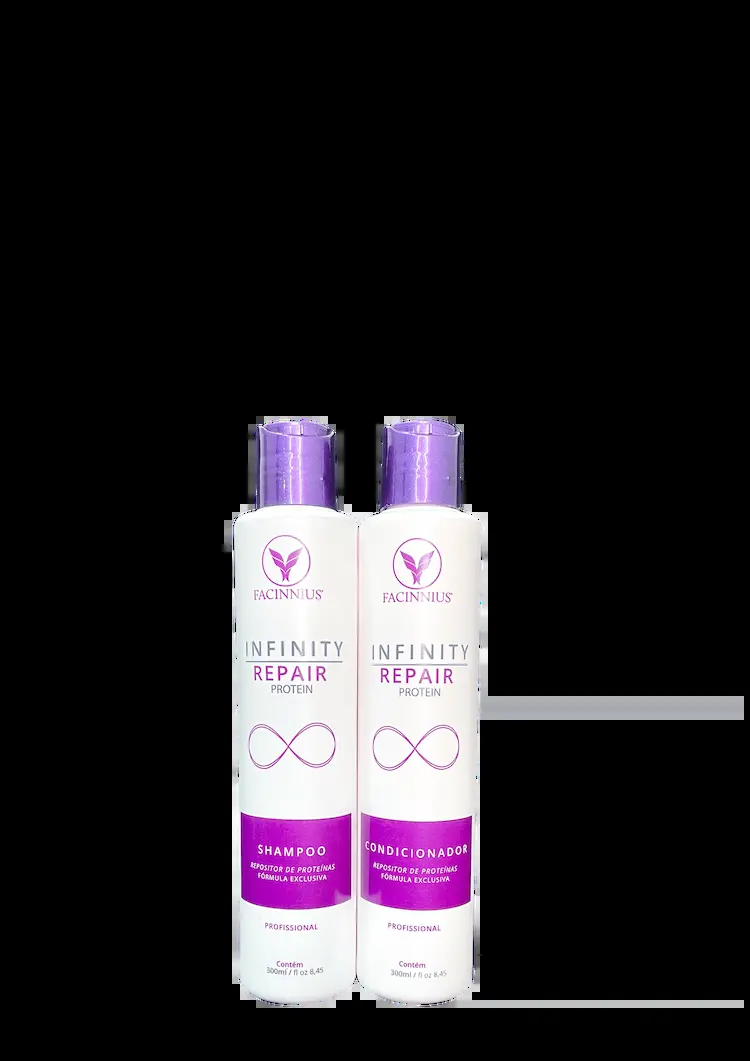 FACINNIUS®
INFINITY
REPAIR
PROTEIN
SHAMPOO
REPOSITOR DE PROTEÍNAS
FÓRMULA EXCLUSIVA
PROFISSIONAL
Contém
300ml / fl oz 8,45
FACINNIUS®
INFINITY
REPAIR
PROTEIN
CONDICIONADOR
REPOSITOR DE PROTEÍNAS
FÓRMULA EXCLUSIVA
PROFISSIONAL
Contém
300ml / fl oz 8,45